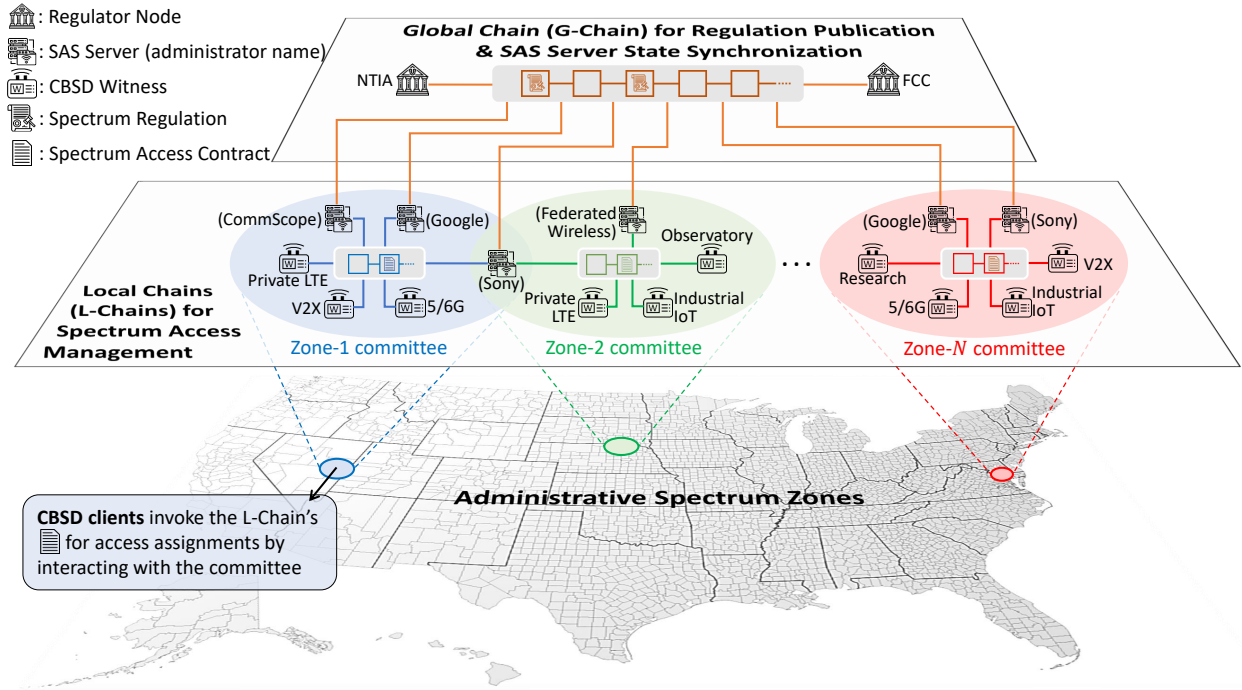 : Regulator Node
: SAS Server (administrator name)
: CBSD Witness
: Spectrum Regulation
: Spectrum Access Contract
Global Chain (G-Chain) for Regulation Publication
& SAS Server State Synchronization
NTIA
FCC
(CommScope)
(Google)
Private LTE
W
V2X
W
5/6G
W
(Sony)
Zone-1 committee
(Federated
Wireless)
Observatory
W
Private
LTE
W
Industrial
IoT
W
Zone-2 committee
. . .
(Google)
(Sony)
Research
W
V2X
W
5/6G
W
Industrial
IoT
W
Zone-N committee
Local Chains
(L-Chains) for
Spectrum Access
Management
Administrative Spectrum Zones
CBSD clients invoke the L-Chain's
for access assignments by
interacting with the committee